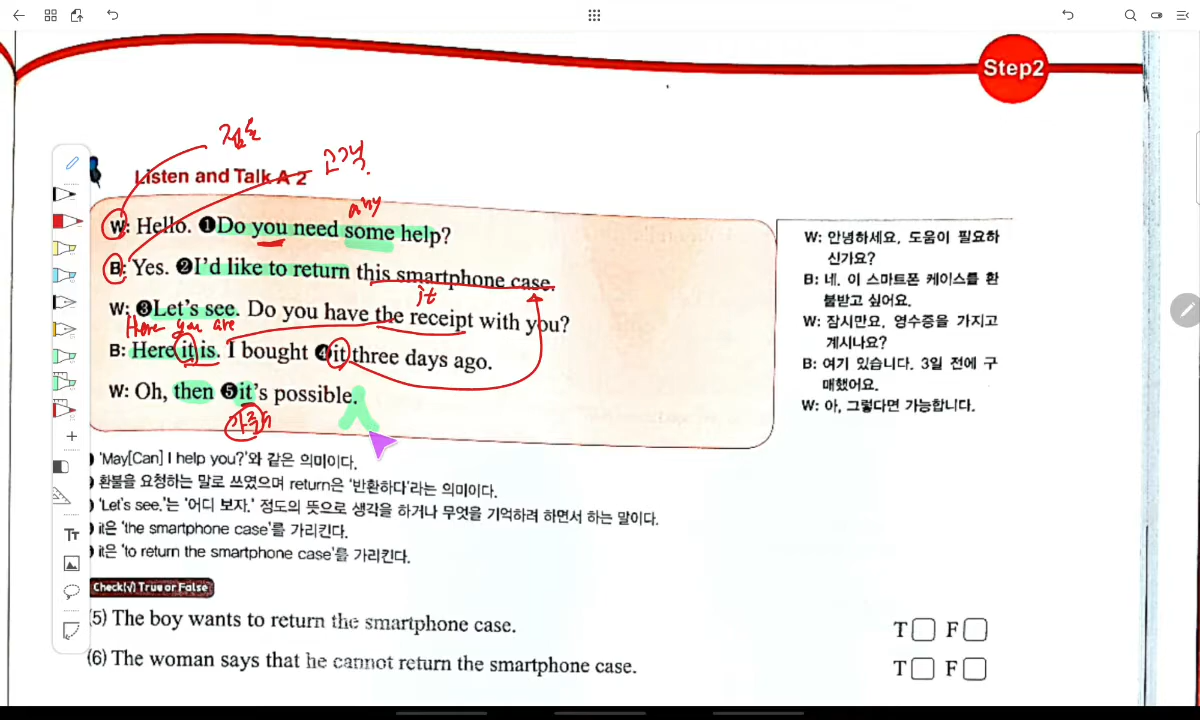 Step2
점원
고객.
Listen and Talk A 2
any
W: Hello. ❶Do you need some help?
B: Yes. ❷I'd like to return this smartphone case.
it
W: ❸Let's see. Do you have the receipt with you?
Here you are
B: Here it is. I bought ❹it three days ago.
W: Oh, then ❺it's possible.
W: 안녕하세요, 도움이 필요하
신가요?
B: 네. 이 스마트폰 케이스를 환
불받고 싶어요.
W: 잠시만요, 영수증을 가지고
계시나요?
B: 여기 있습니다. 3일 전에 구
매했어요.
W: 아, 그렇다면 가능합니다.
'May[Can] I help you?'와 같은 의미이다.
환불을 요청하는 말로 쓰였으며 return은 '반환하다'라는 의미이다.
'Let's see.'는 '어디 보자.' 정도의 뜻으로 생각을 하거나 무엇을 기억하려 하면서 하는 말이다.
it은 'the smartphone case'를 가리킨다.
it은 'to return the smartphone case'를 가리킨다.
Check(√) True or False
(5) The boy wants to return the smartphone case.
T F
(6) The woman says that he cannot return the smartphone case.
T F
Tт